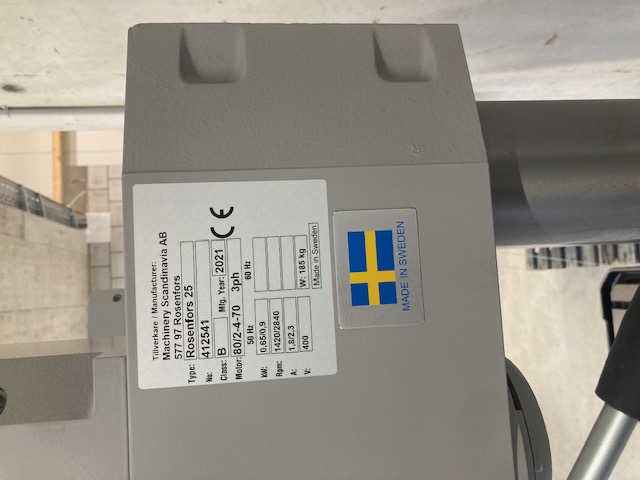 Tillverkare / Manufacturer:
Machinery Scandinavia AB
577 97 Rosenfors
Type: Rosenfors 25
No: 412541
Class: B Mfg. Year: 2021 CE
Motor: 80/2-4-70 3ph
50 Hz 60 Hz
kW: 0,65/0,9
Rpm: 1420/2840
A: 1,8/2,3
V: 400 W: 185 kg
Made in Sweden
MADE IN SWEDEN